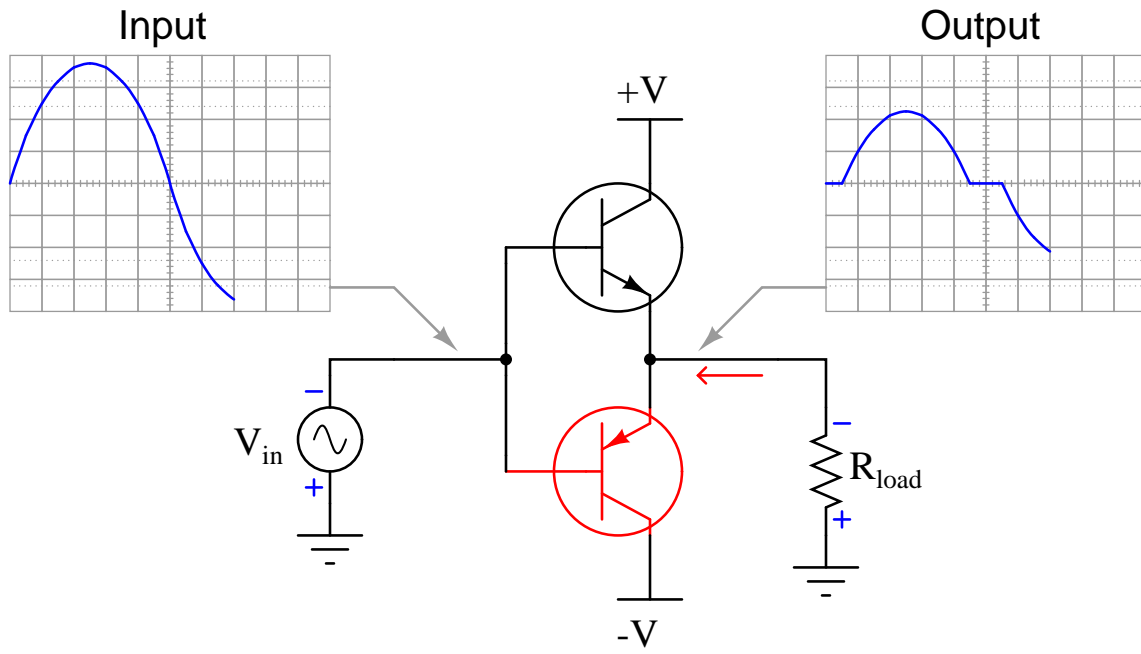 Input
Output
+V
−
V_in
+
−
R_load
+
-V